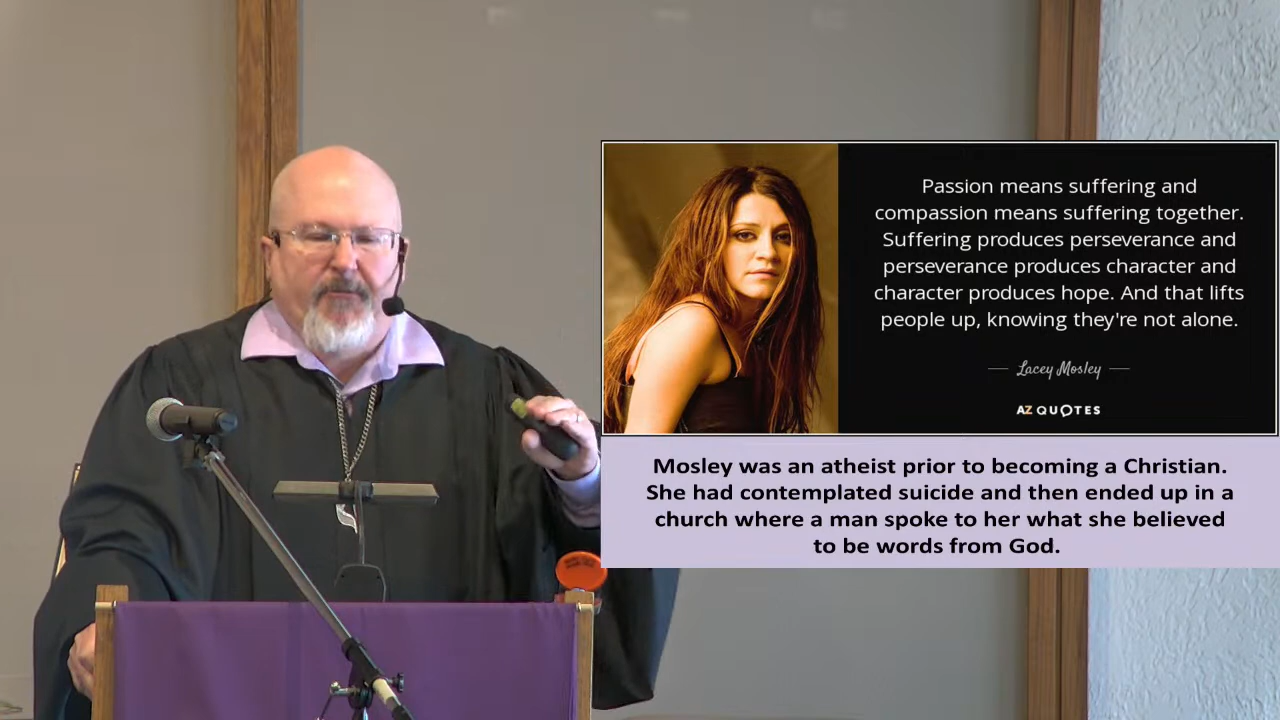 Passion means suffering and
compassion means suffering together.
Suffering produces perseverance and
perseverance produces character and
character produces hope. And that lifts
people up, knowing they're not alone.
Lacey Mosley
AZ QUOTES
Mosley was an atheist prior to becoming a Christian.
She had contemplated suicide and then ended up in a
church where a man spoke to her what she believed
to be words from God.